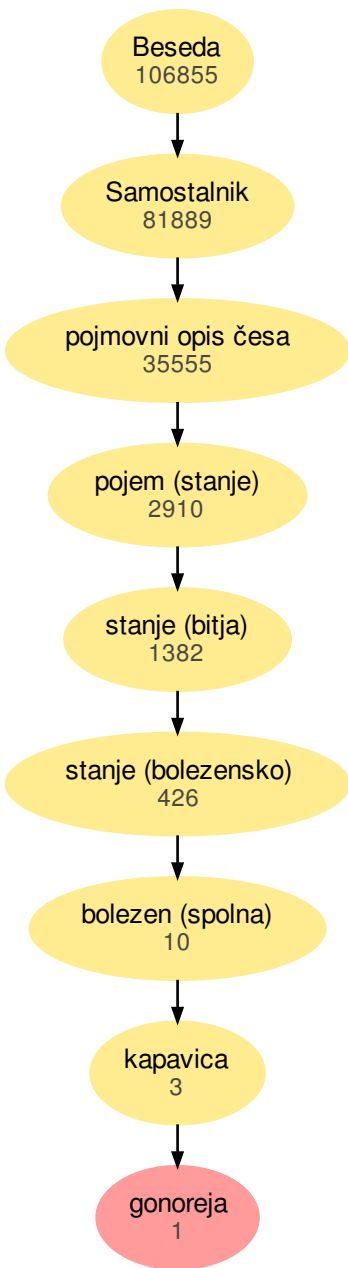 Beseda
106855
Samostalnik
81889
pojmovni opis česa
35555
pojem (stanje)
2910
stanje (bitja)
1382
stanje (bolezensko)
426
bolezen (spolna)
10
kapavica
3
gonoreja
1